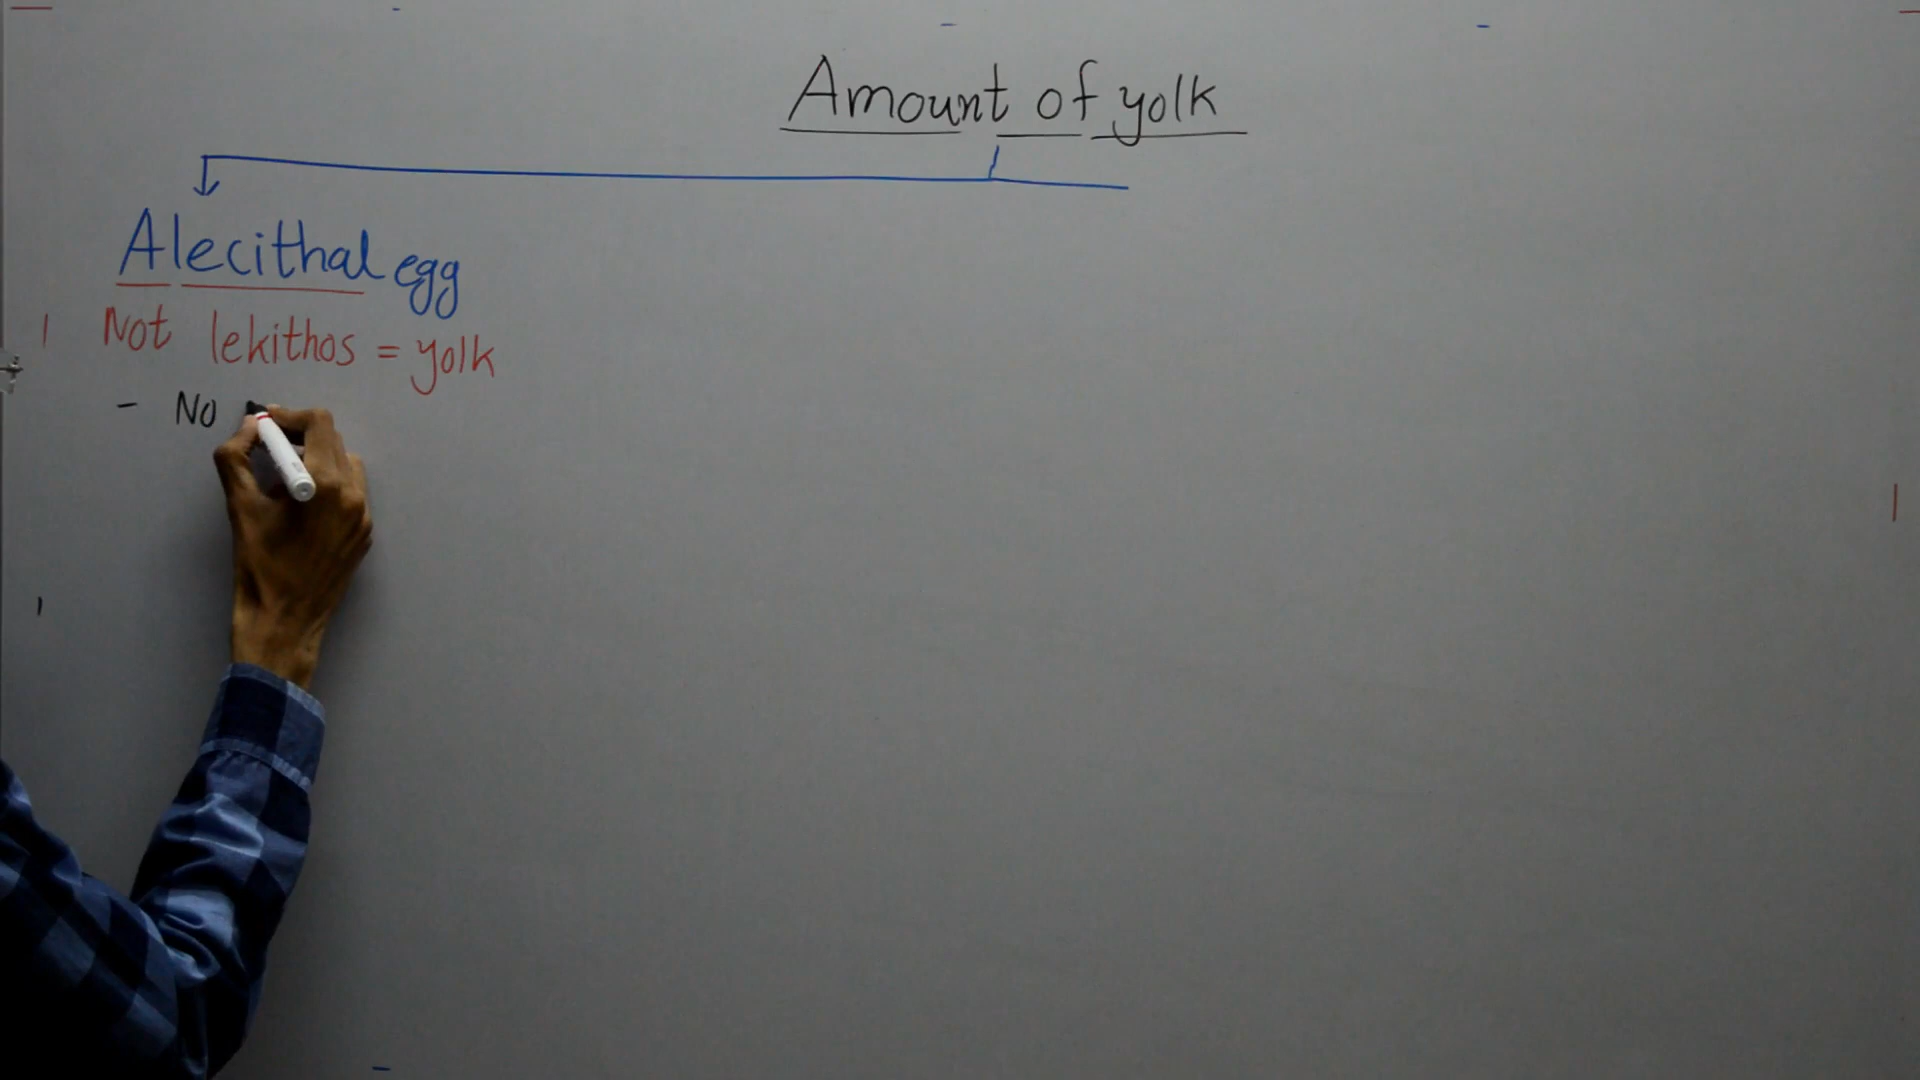 Amount of yolk
Alecithal egg
Not lekithos = yolk
- No